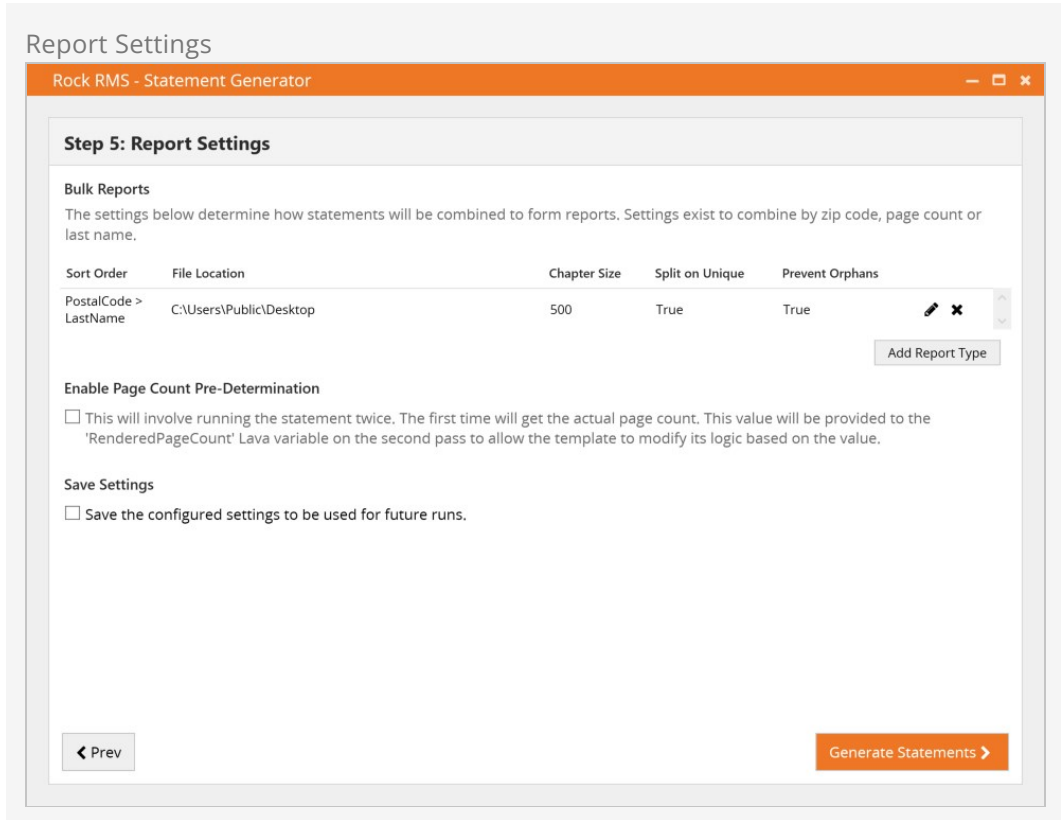 Report Settings
Rock RMS - Statement Generator
Step 5: Report Settings
Bulk Reports
The settings below determine how statements will be combined to form reports. Settings exist to combine by zip code, page count or
last name.
Sort Order File Location Chapter Size Split on Unique Prevent Orphans
PostalCode >
LastName C:\Users\Public\Desktop 500 True True
Add Report Type
Enable Page Count Pre-Determination
This will involve running the statement twice. The first time will get the actual page count. This value will be provided to the
'RenderedPageCount' Lava variable on the second pass to allow the template to modify its logic based on the value.
Save Settings
Save the configured settings to be used for future runs.
Prev Generate Statements